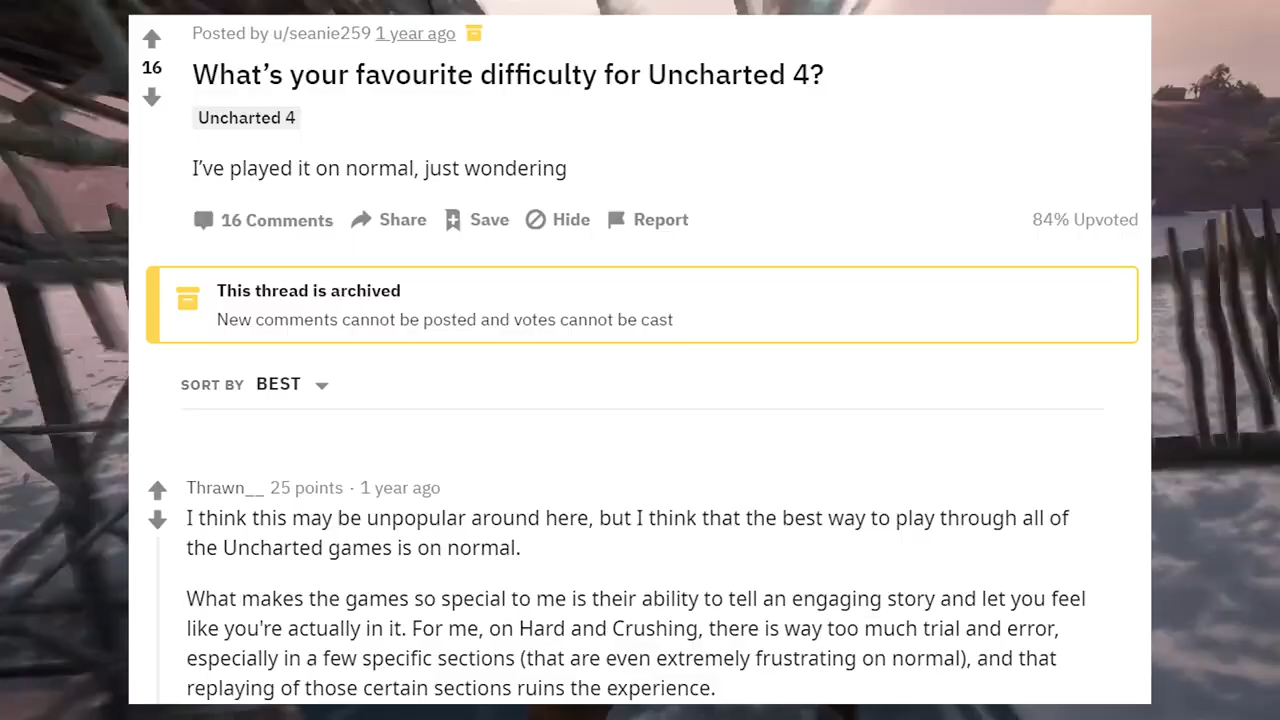 Posted by u/seanie259 1 year ago
16
What's your favourite difficulty for Uncharted 4?
Uncharted 4
I've played it on normal, just wondering
16 Comments Share Save Hide Report 84% Upvoted
This thread is archived
New comments cannot be posted and votes cannot be cast
SORT BY BEST
Thrawn__ 25 points · 1 year ago
I think this may be unpopular around here, but I think that the best way to play through all of
the Uncharted games is on normal.
What makes the games so special to me is their ability to tell an engaging story and let you feel
like you're actually in it. For me, on Hard and Crushing, there is way too much trial and error,
especially in a few specific sections (that are even extremely frustrating on normal), and that
replaying of those certain sections ruins the experience.